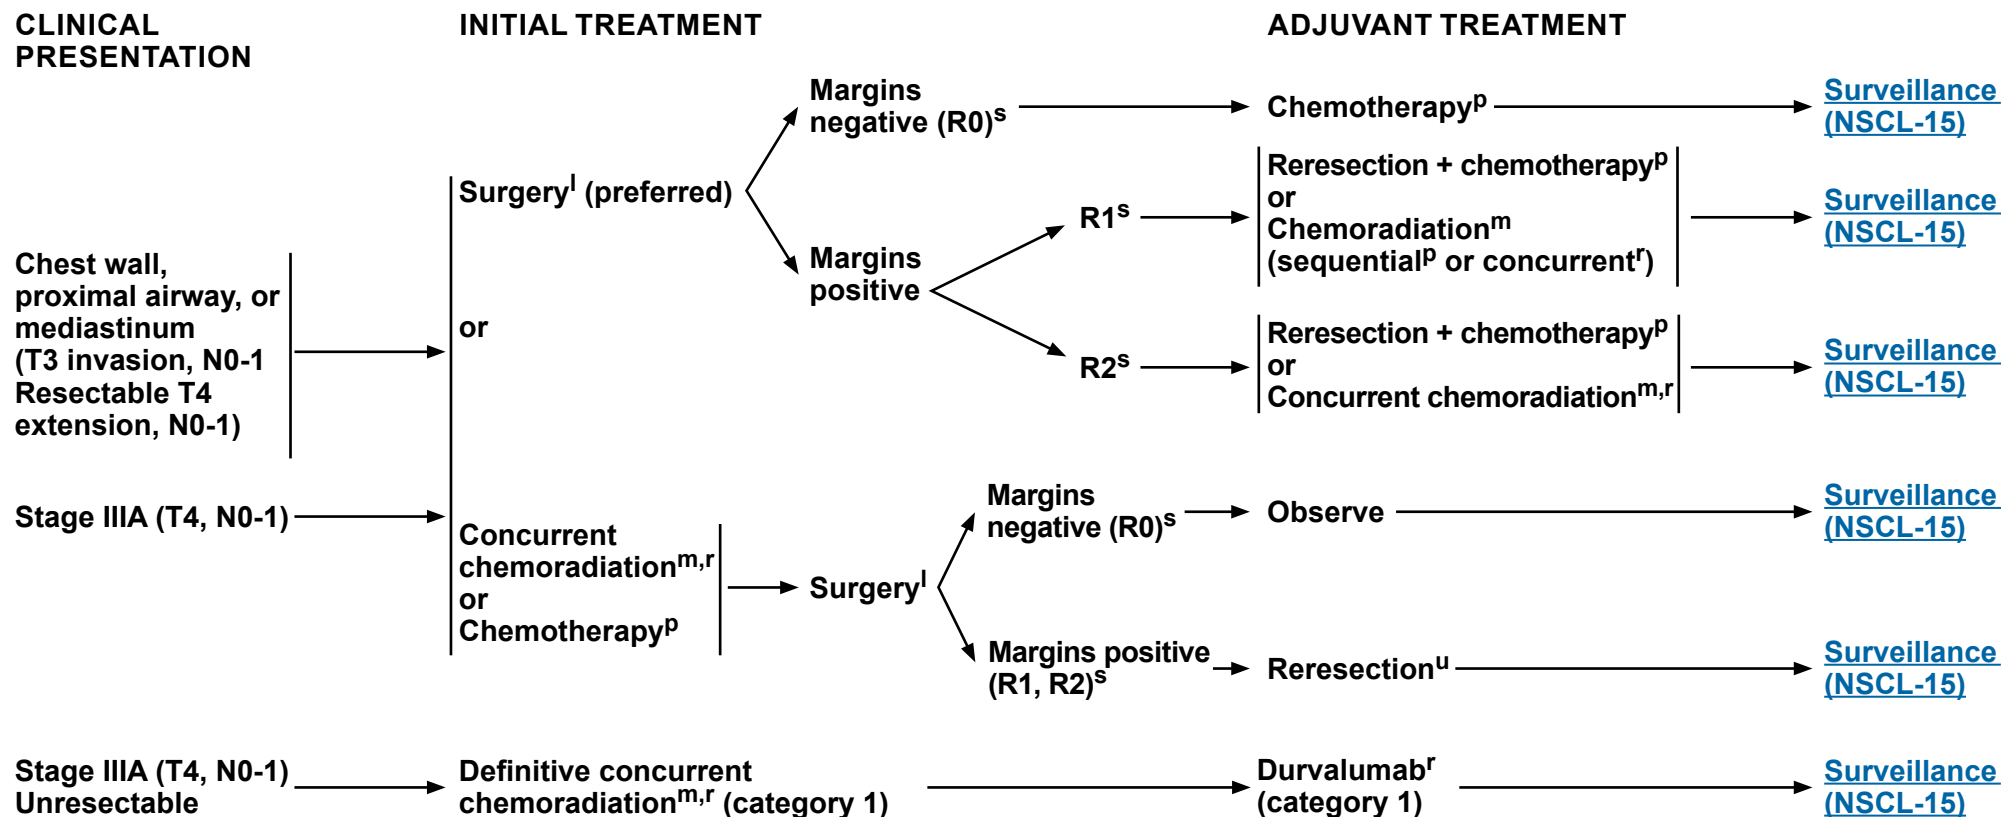 CLINICAL
PRESENTATION
INITIAL TREATMENT
ADJUVANT TREATMENT
Chest wall,
proximal airway, or
mediastinum
(T3 invasion, N0-1
Resectable T4
extension, N0-1)
Stage IIIA (T4, N0-1)
Surgeryˡ (preferred)
or
Concurrent
chemoradiationᵐ,ʳ
or
Chemotherapyᵖ
Margins
negative (R0)ˢ
Chemotherapyᵖ
Surveillance
(NSCL-15)
Margins
positive
R1ˢ
Reresection + chemotherapyᵖ
or
Chemoradiationᵐ
(sequentialᵖ or concurrentʳ)
Surveillance
(NSCL-15)
R2ˢ
Reresection + chemotherapyᵖ
or
Concurrent chemoradiationᵐ,ʳ
Surveillance
(NSCL-15)
Surgeryˡ
Margins
negative (R0)ˢ
Observe
Surveillance
(NSCL-15)
Margins positive
(R1, R2)ˢ
Reresectionᵘ
Surveillance
(NSCL-15)
Stage IIIA (T4, N0-1)
Unresectable
Definitive concurrent
chemoradiationᵐ,ʳ (category 1)
Durvalumabʳ
(category 1)
Surveillance
(NSCL-15)